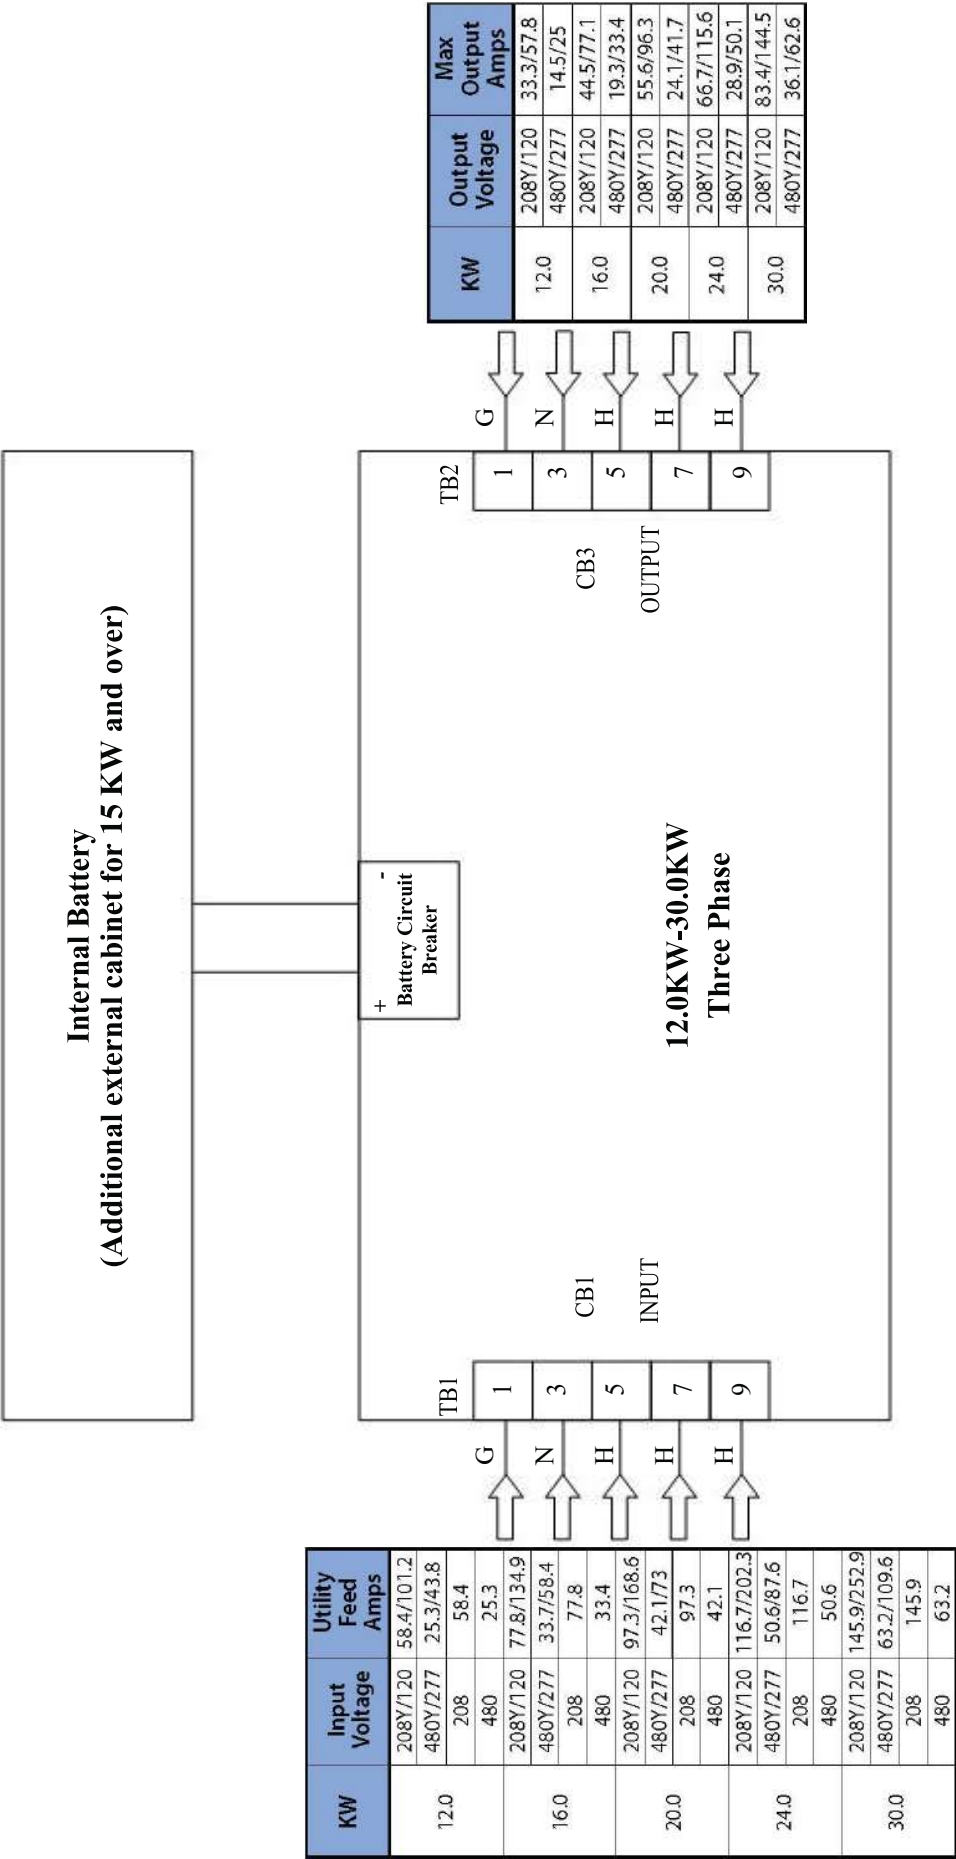 Internal Battery
(Additional external cabinet for 15 KW and over)
+ -
Battery Circuit
Breaker
KW Input Voltage Utility Feed Amps
12.0 208Y/120 58.4/101.2
480Y/277 25.3/43.8
208 58.4
480 25.3
16.0 208Y/120 77.8/134.9
480Y/277 33.7/58.4
208 77.8
480 33.4
20.0 208Y/120 97.3/168.6
480Y/277 42.1/73
208 97.3
480 42.1
24.0 208Y/120 116.7/202.3
480Y/277 50.6/87.6
208 116.7
480 50.6
30.0 208Y/120 145.9/252.9
480Y/277 63.2/109.6
208 145.9
480 63.2
TB1
G 1
N 3
H 5
H 7
H 9
CB1
INPUT
12.0KW-30.0KW
Three Phase
CB3
OUTPUT
TB2
1 G
3 N
5 H
7 H
9 H
KW Output Voltage Max Output Amps
12.0 208Y/120 33.3/57.8
480Y/277 14.5/25
16.0 208Y/120 44.5/77.1
480Y/277 19.3/33.4
20.0 208Y/120 55.6/96.3
480Y/277 24.1/41.7
24.0 208Y/120 66.7/115.6
480Y/277 28.9/50.1
30.0 208Y/120 83.4/144.5
480Y/277 36.1/62.6